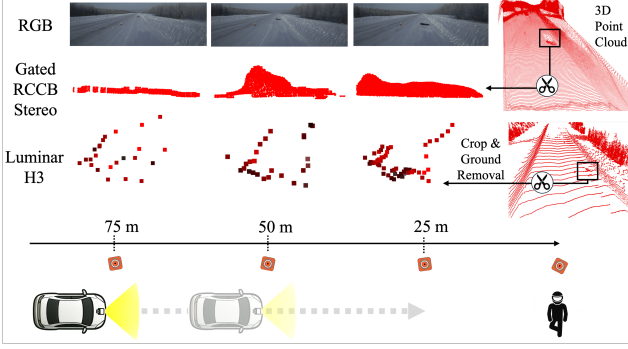 RGB
3D
Point
Cloud
Gated
RCCB
Stereo
Luminar
H3
Crop &
Ground
Removal
75 m
50 m
25 m